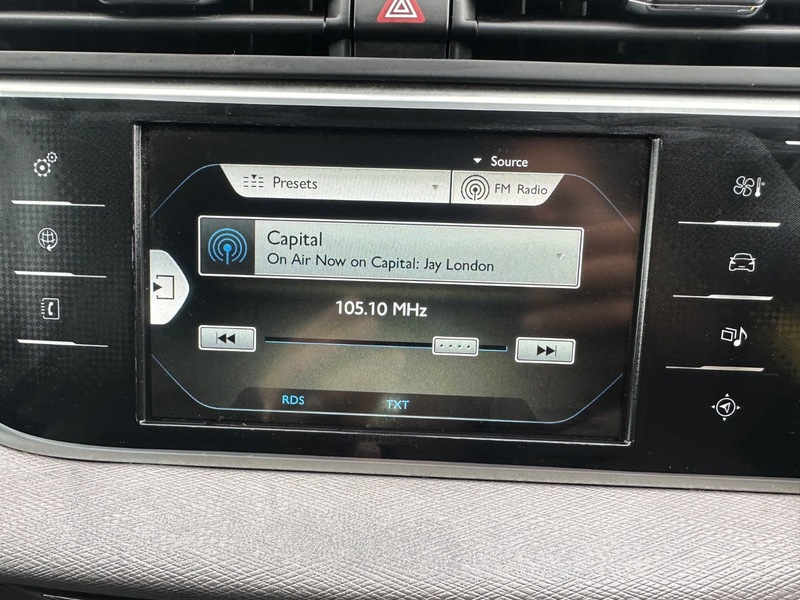 Source
Presets
FM Radio
Capital
On Air Now on Capital: Jay London
105.10 MHz
RDS
TXT